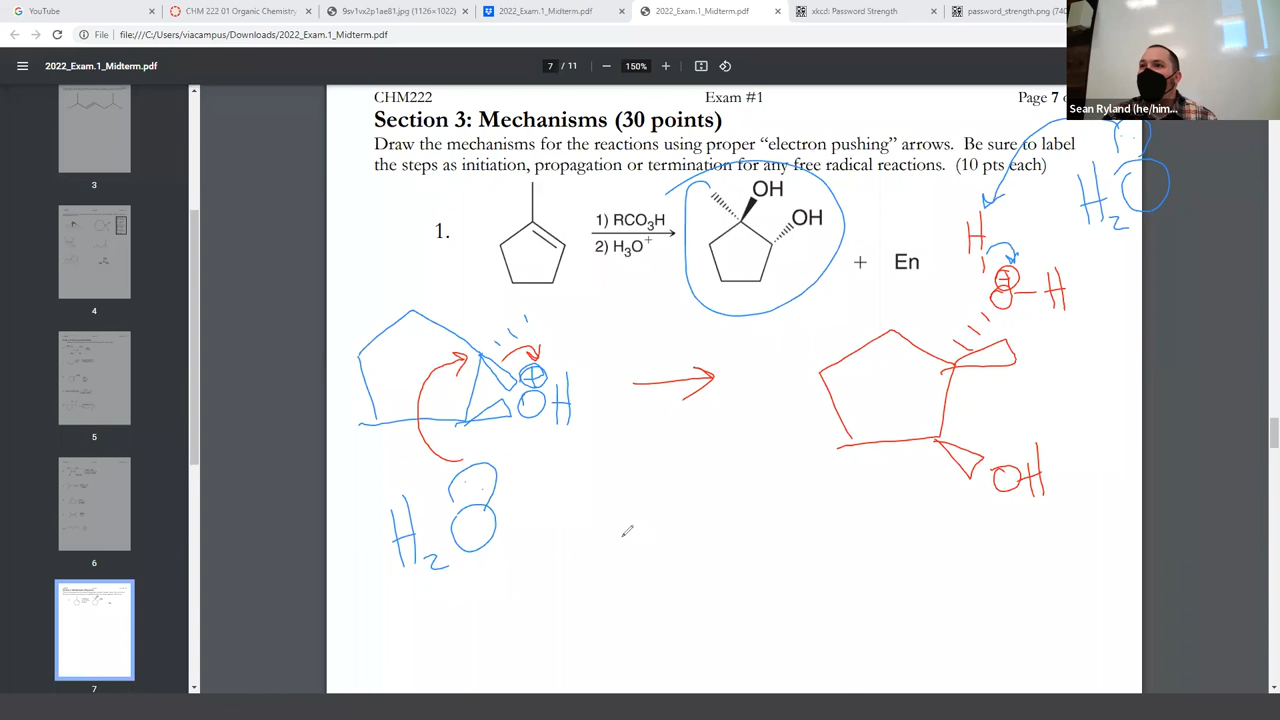 YouTube
CHM 222 01 Organic Chemistry
9sv1vx2p1ae81.jpg (1126×1022)
2022_Exam.1_Midterm.pdf
2022_Exam.1_Midterm.pdf
xkcd: Password Strength
password_strength.png (740
File
file:///C:/Users/viacampus/Downloads/2022_Exam.1_Midterm.pdf
2022_Exam.1_Midterm.pdf
7 / 11
150%
Sean Ryland (he/him...
3
4
5
6
7
CHM222 Exam #1 Page 7 o
Section 3: Mechanisms (30 points)
Draw the mechanisms for the reactions using proper “electron pushing” arrows. Be sure to label
the steps as initiation, propagation or termination for any free radical reactions. (10 pts each)
1.
1) RCO₃H
2) H₃O⁺
OH
OH
+ En
H₂O
H
⊕
O–H
⊕
OH
OH
H₂O